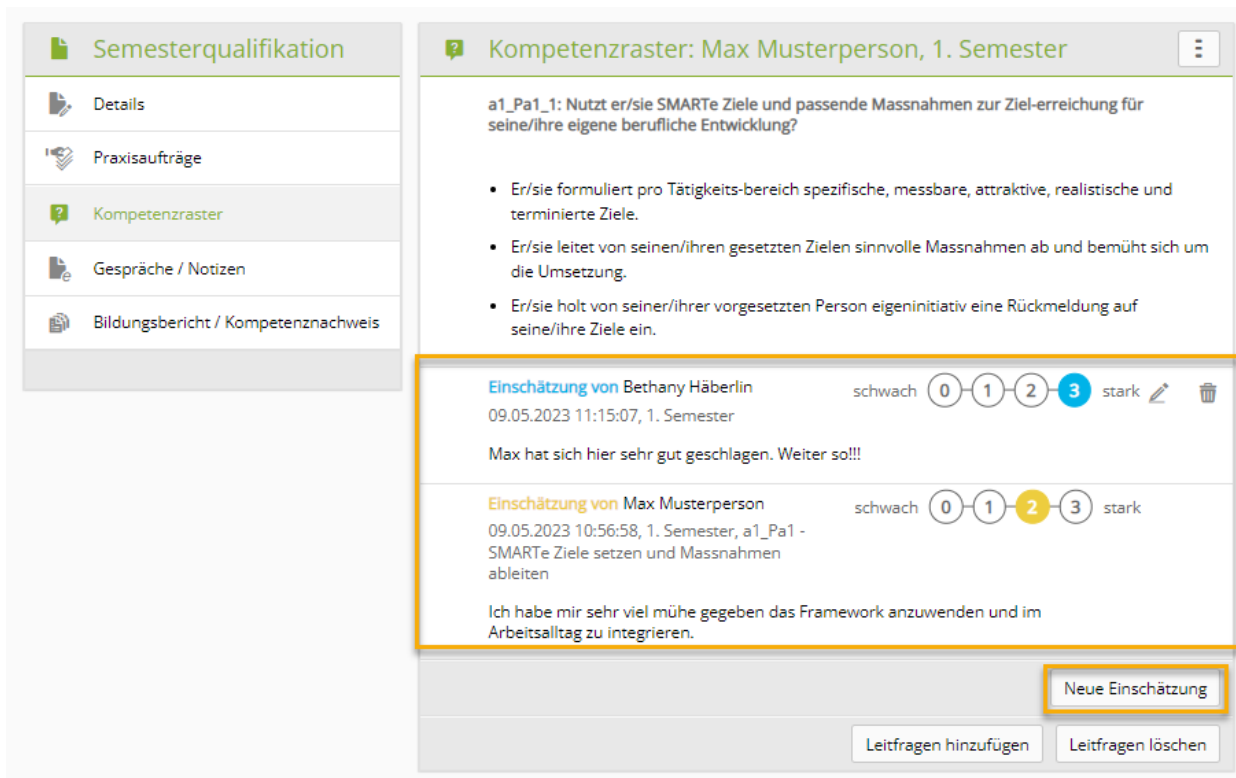 Semesterqualifikation
Details
Praxisaufträge
Kompetenzraster
Gespräche / Notizen
Bildungsbericht / Kompetenznachweis
Kompetenzraster: Max Musterperson, 1. Semester
a1_Pa1_1: Nutzt er/sie SMARTe Ziele und passende Massnahmen zur Ziel-erreichung für
seine/ihre eigene berufliche Entwicklung?
• Er/sie formuliert pro Tätigkeits-bereich spezifische, messbare, attraktive, realistische und
terminierte Ziele.
• Er/sie leitet von seinen/ihren gesetzten Zielen sinnvolle Massnahmen ab und bemüht sich um
die Umsetzung.
• Er/sie holt von seiner/ihrer vorgesetzten Person eigeninitiativ eine Rückmeldung auf
seine/ihre Ziele ein.
Einschätzung von Bethany Häberlin schwach 0 1 2 3 stark
09.05.2023 11:15:07, 1. Semester
Max hat sich hier sehr gut geschlagen. Weiter so!!!
Einschätzung von Max Musterperson schwach 0 1 2 3 stark
09.05.2023 10:56:58, 1. Semester, a1_Pa1 -
SMARTe Ziele setzen und Massnahmen
ableiten
Ich habe mir sehr viel mühe gegeben das Framework anzuwenden und im
Arbeitsalltag zu integrieren.
Neue Einschätzung
Leitfragen hinzufügen Leitfragen löschen